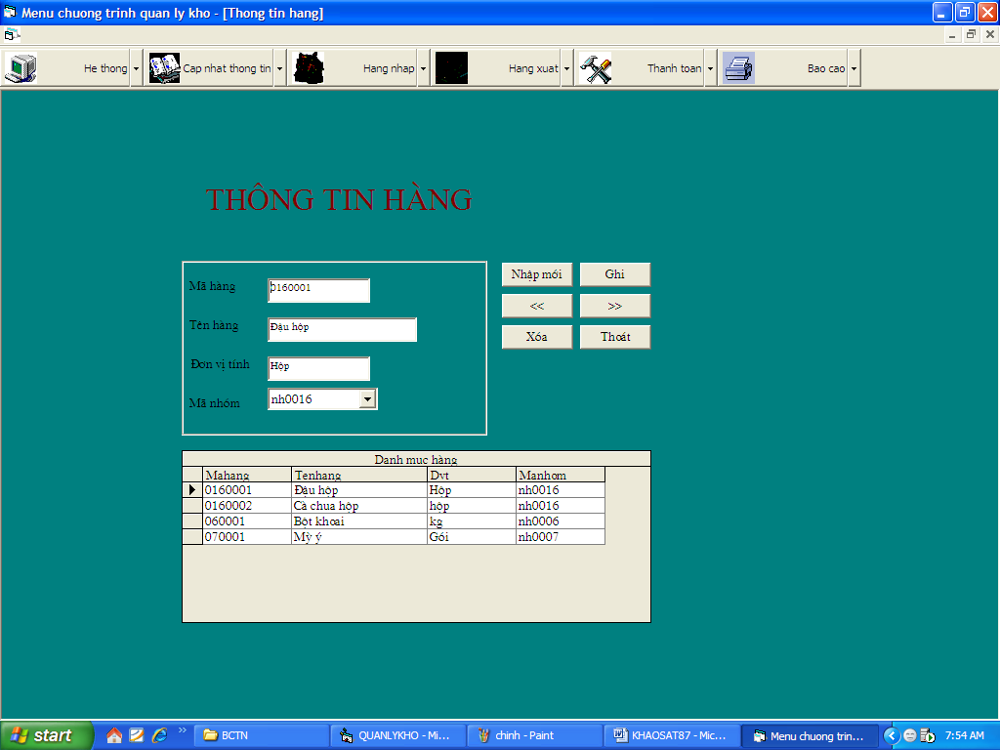 Menu chuong trinh quan ly kho - [Thong tin hang]
He thong Cap nhat thong tin Hang nhap Hang xuat Thanh toan Bao cao
THÔNG TIN HÀNG
Mã hàng 0160001
Tên hàng Đậu hộp
Đơn vị tính Hộp
Mã nhóm nh0016
Nhập mới Ghi
<< >>
Xóa Thoát
Danh muc hàng
Mahang Tenhang Dvt Manhom
0160001 Đậu hộp Hộp nh0016
0160002 Cà chua hộp hộp nh0016
060001 Bột khoai kg nh0006
070001 Mỳ ý Gói nh0007
start BCTN QUANLYKHO - Mi... chinh - Paint KHAOSAT87 - Mic... Menu chuong trin... 7:54 AM